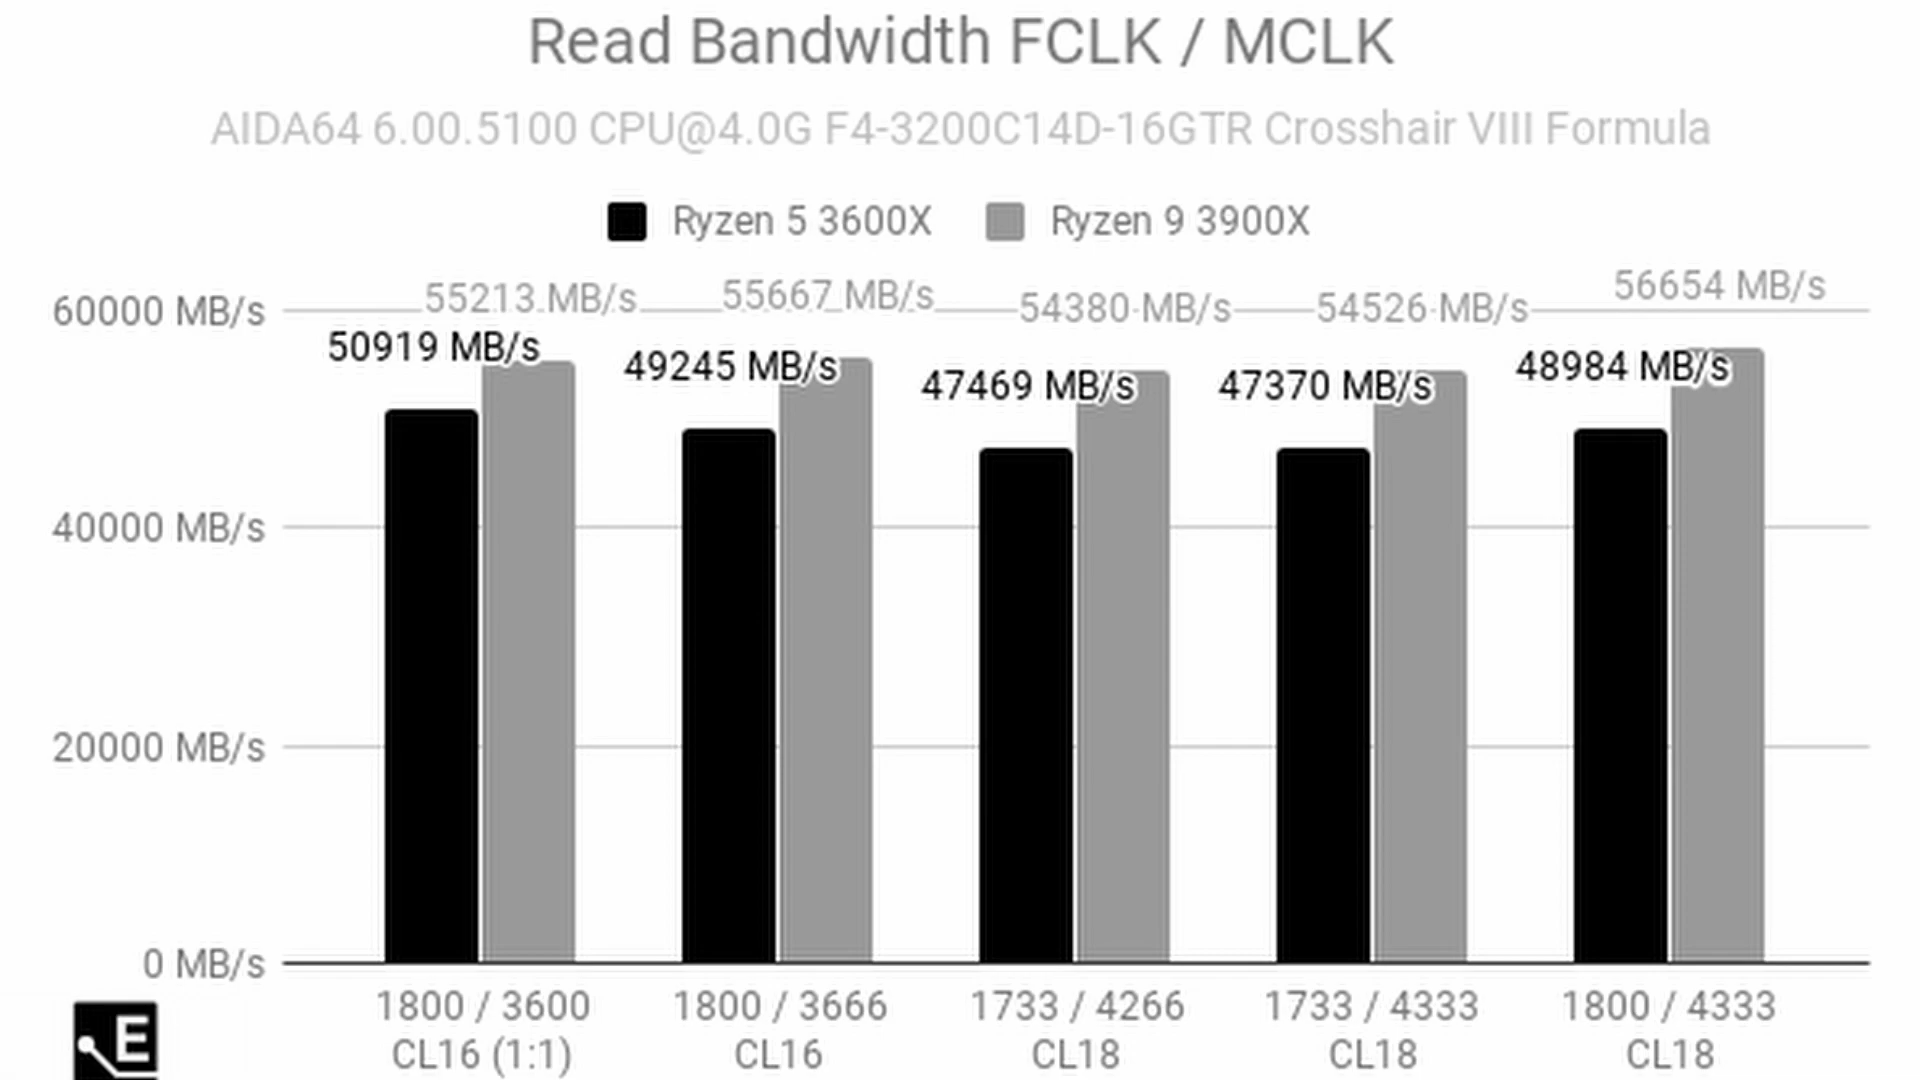 Read Bandwidth FCLK / MCLK
AIDA64 6.00.5100 CPU@4.0G F4-3200C14D-16GTR Crosshair VIII Formula
Ryzen 5 3600X Ryzen 9 3900X
60000 MB/s
40000 MB/s
20000 MB/s
0 MB/s
50919 MB/s
55213 MB/s
49245 MB/s
55667 MB/s
47469 MB/s
54380 MB/s
47370 MB/s
54526 MB/s
48984 MB/s
56654 MB/s
1800 / 3600
CL16 (1:1)
1800 / 3666
CL16
1733 / 4266
CL18
1733 / 4333
CL18
1800 / 4333
CL18
E